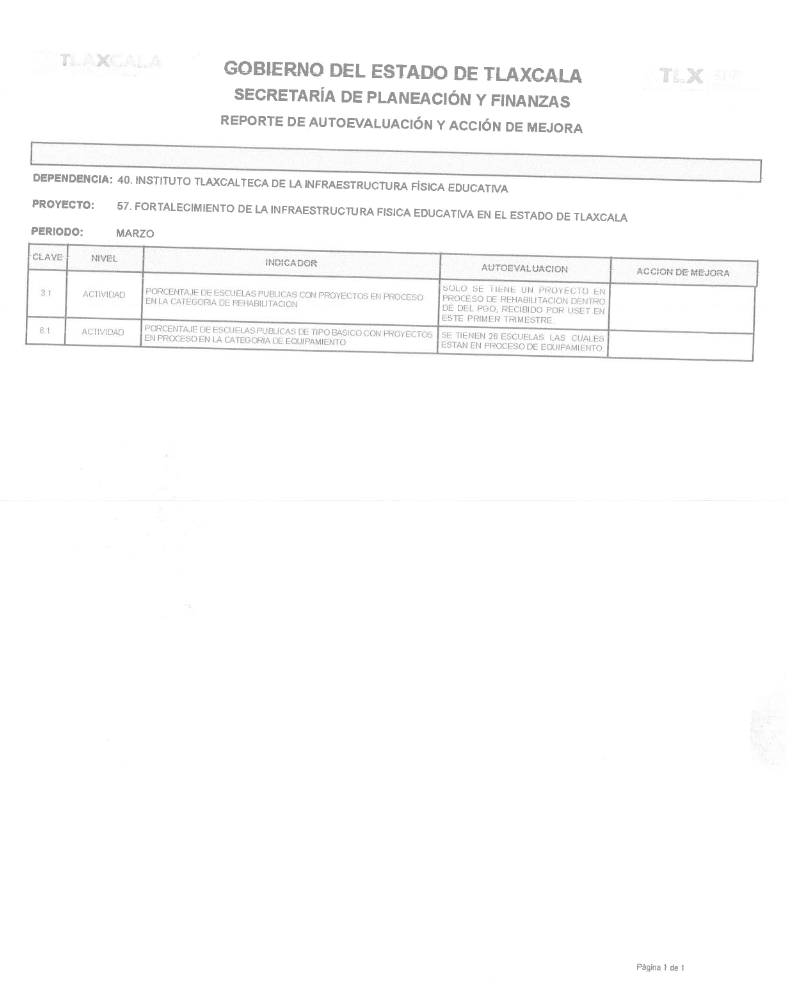 TLAXCALA
TLX
GOBIERNO DEL ESTADO DE TLAXCALA
SECRETARÍA DE PLANEACIÓN Y FINANZAS
REPORTE DE AUTOEVALUACIÓN Y ACCIÓN DE MEJORA
DEPENDENCIA: 40. INSTITUTO TLAXCALTECA DE LA INFRAESTRUCTURA FÍSICA EDUCATIVA
PROYECTO: 57. FORTALECIMIENTO DE LA INFRAESTRUCTURA FISICA EDUCATIVA EN EL ESTADO DE TLAXCALA
PERIODO: MARZO
CLAVE NIVEL INDICADOR AUTOEVALUACION ACCION DE MEJORA
3.1 ACTIVIDAD
PORCENTAJE DE ESCUELAS PUBLICAS CON PROYECTOS EN PROCESO
EN LA CATEGORIA DE REHABILITACION
SOLO SE TIENE UN PROYECTO EN
PROCESO DE REHABILITACION DENTRO
DE DEL PGO, RECIBIDO POR USET EN
ESTE PRIMER TRIMESTRE.
6.1 ACTIVIDAD
PORCENTAJE DE ESCUELAS PUBLICAS DE TIPO BASICO CON PROYECTOS
EN PROCESO EN LA CATEGORIA DE EQUIPAMIENTO
SE TIENEN 26 ESCUELAS LAS CUALES
ESTAN EN PROCESO DE EQUIPAMIENTO
Página 1 de 1